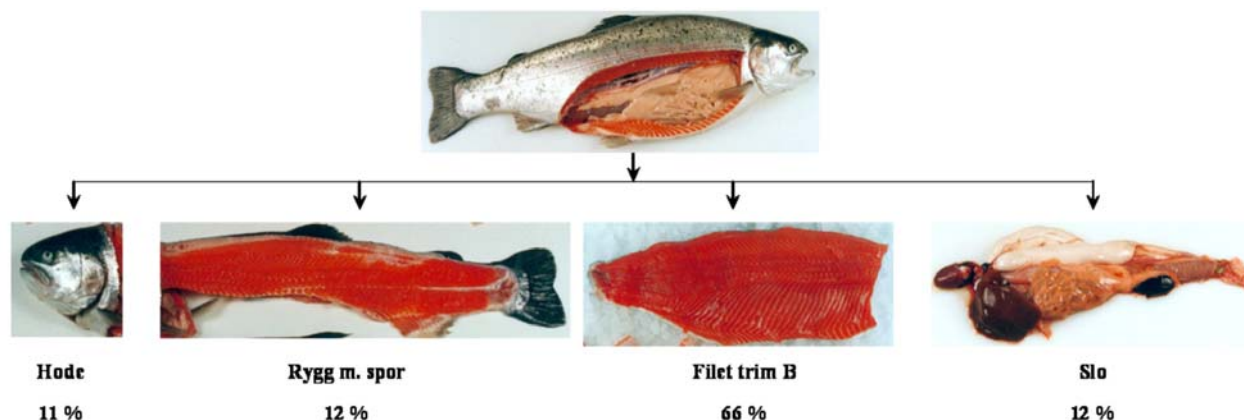 Hode
Rygg m. spor
Filet trim B
Slo
11 %
12 %
66 %
12 %